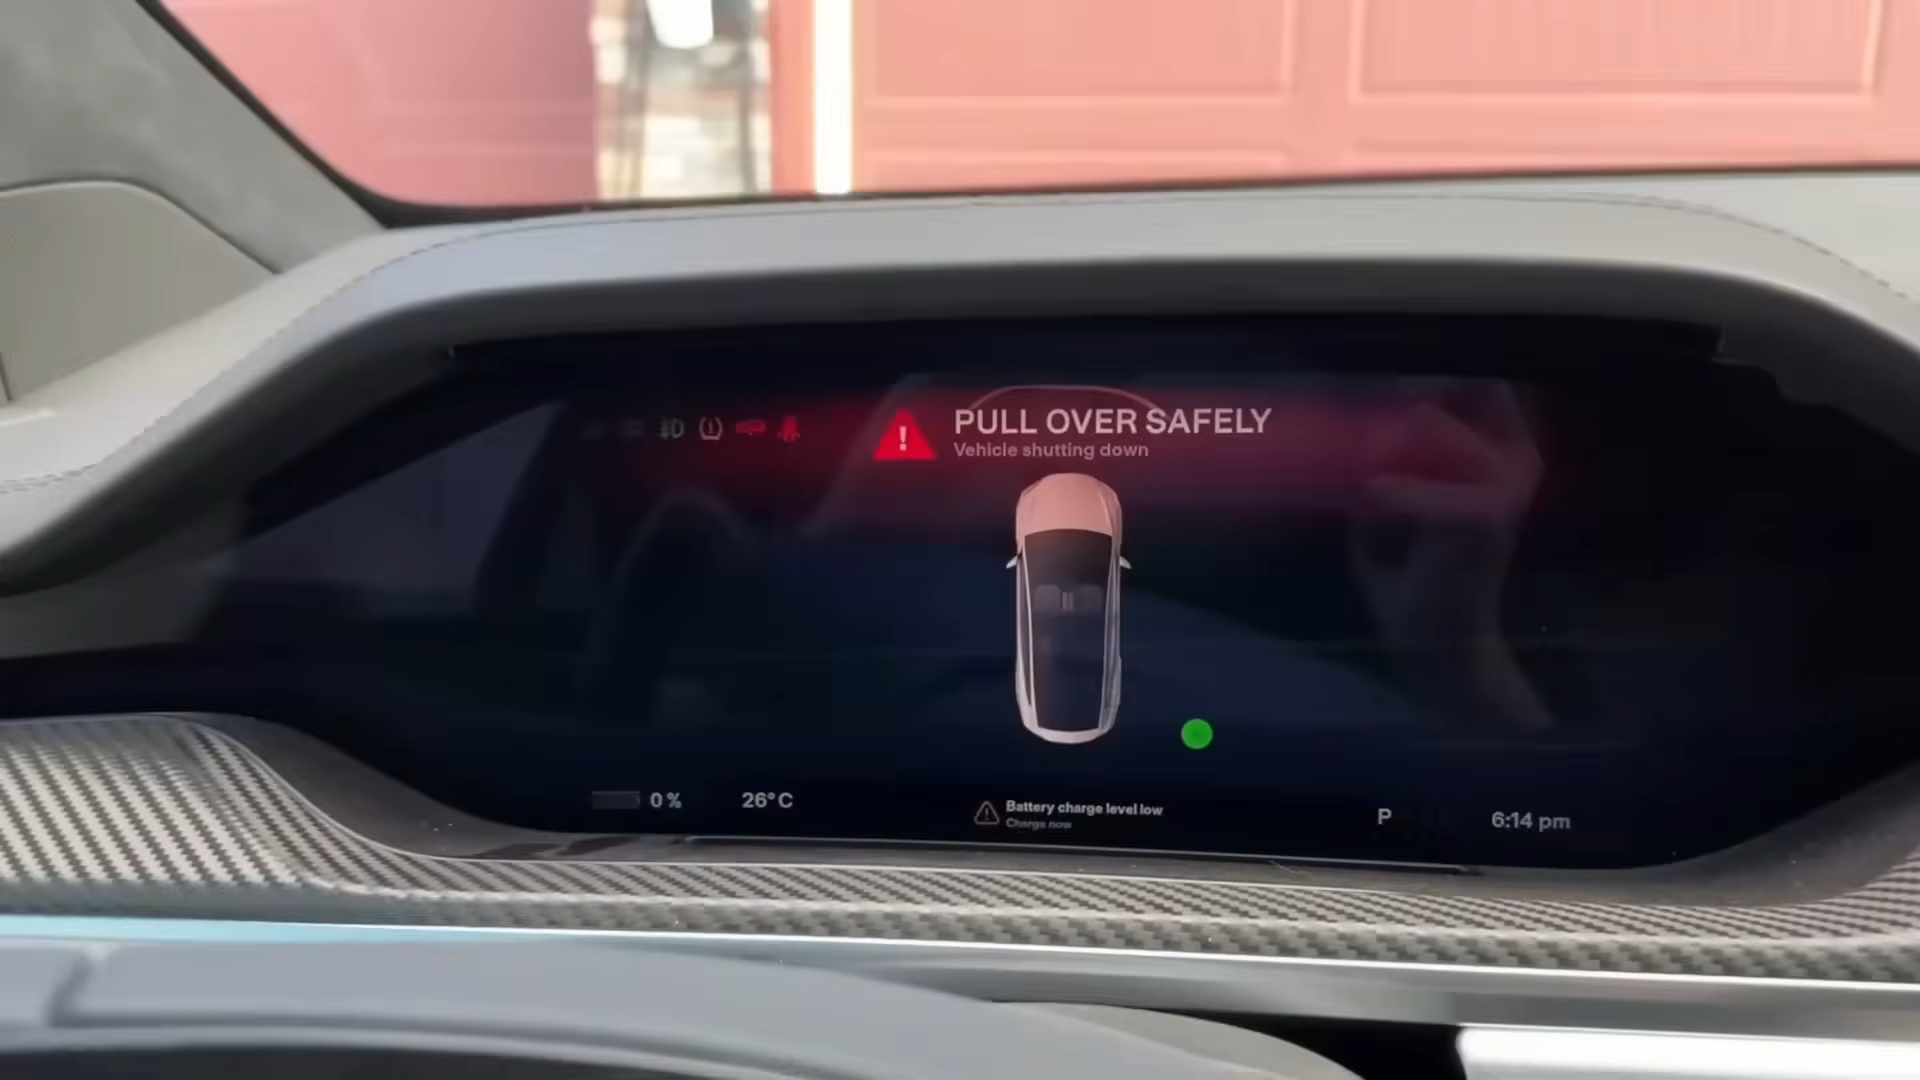 PULL OVER SAFELY
Vehicle shutting down
0 %
26°C
Battery charge level low
Charge now
P
6:14 pm